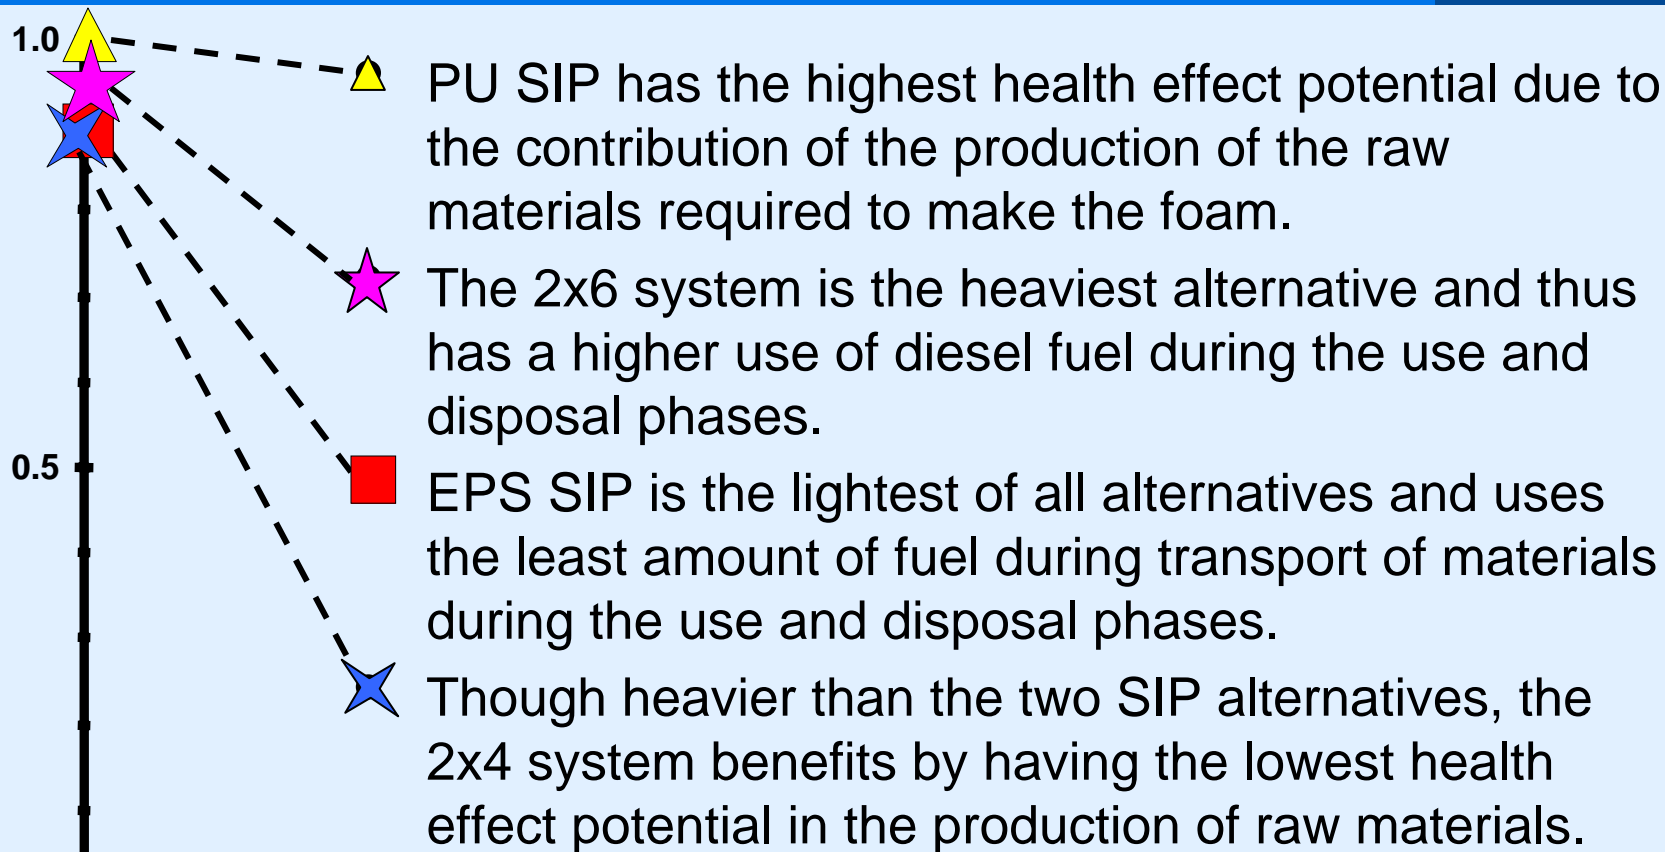 1.0
PU SIP has the highest health effect potential due to
the contribution of the production of the raw
materials required to make the foam.
The 2x6 system is the heaviest alternative and thus
has a higher use of diesel fuel during the use and
disposal phases.
0.5
EPS SIP is the lightest of all alternatives and uses
the least amount of fuel during transport of materials
during the use and disposal phases.
Though heavier than the two SIP alternatives, the
2x4 system benefits by having the lowest health
effect potential in the production of raw materials.